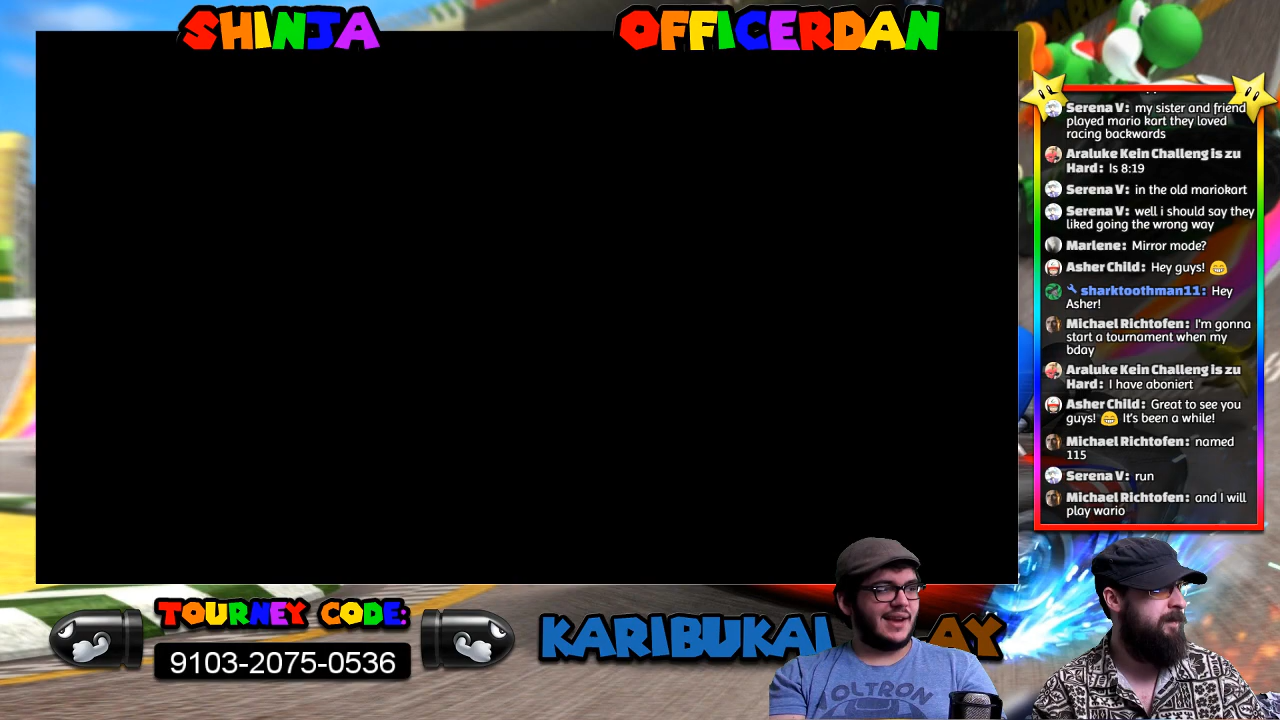 SHINJA
OFFICERDAN
Serena V: my sister and friend
played mario kart they loved
racing backwards
Araluke Kein Challeng is zu
Hard: Is 8:19
Serena V: in the old mariokart
Serena V: well i should say they
liked going the wrong way
Marlene: Mirror mode?
Asher Child: Hey guys! 😁
sharktoothman11: Hey
Asher!
Michael Richtofen: I'm gonna
start a tournament when my
bday
Araluke Kein Challeng is zu
Hard: I have aboniert
Asher Child: Great to see you
guys! 😁 It's been a while!
Michael Richtofen: named
115
Serena V: run
Michael Richtofen: and I will
play wario
TOURNEY CODE:
9103-2075-0536
KARIBUKAI
AY
OLTRON